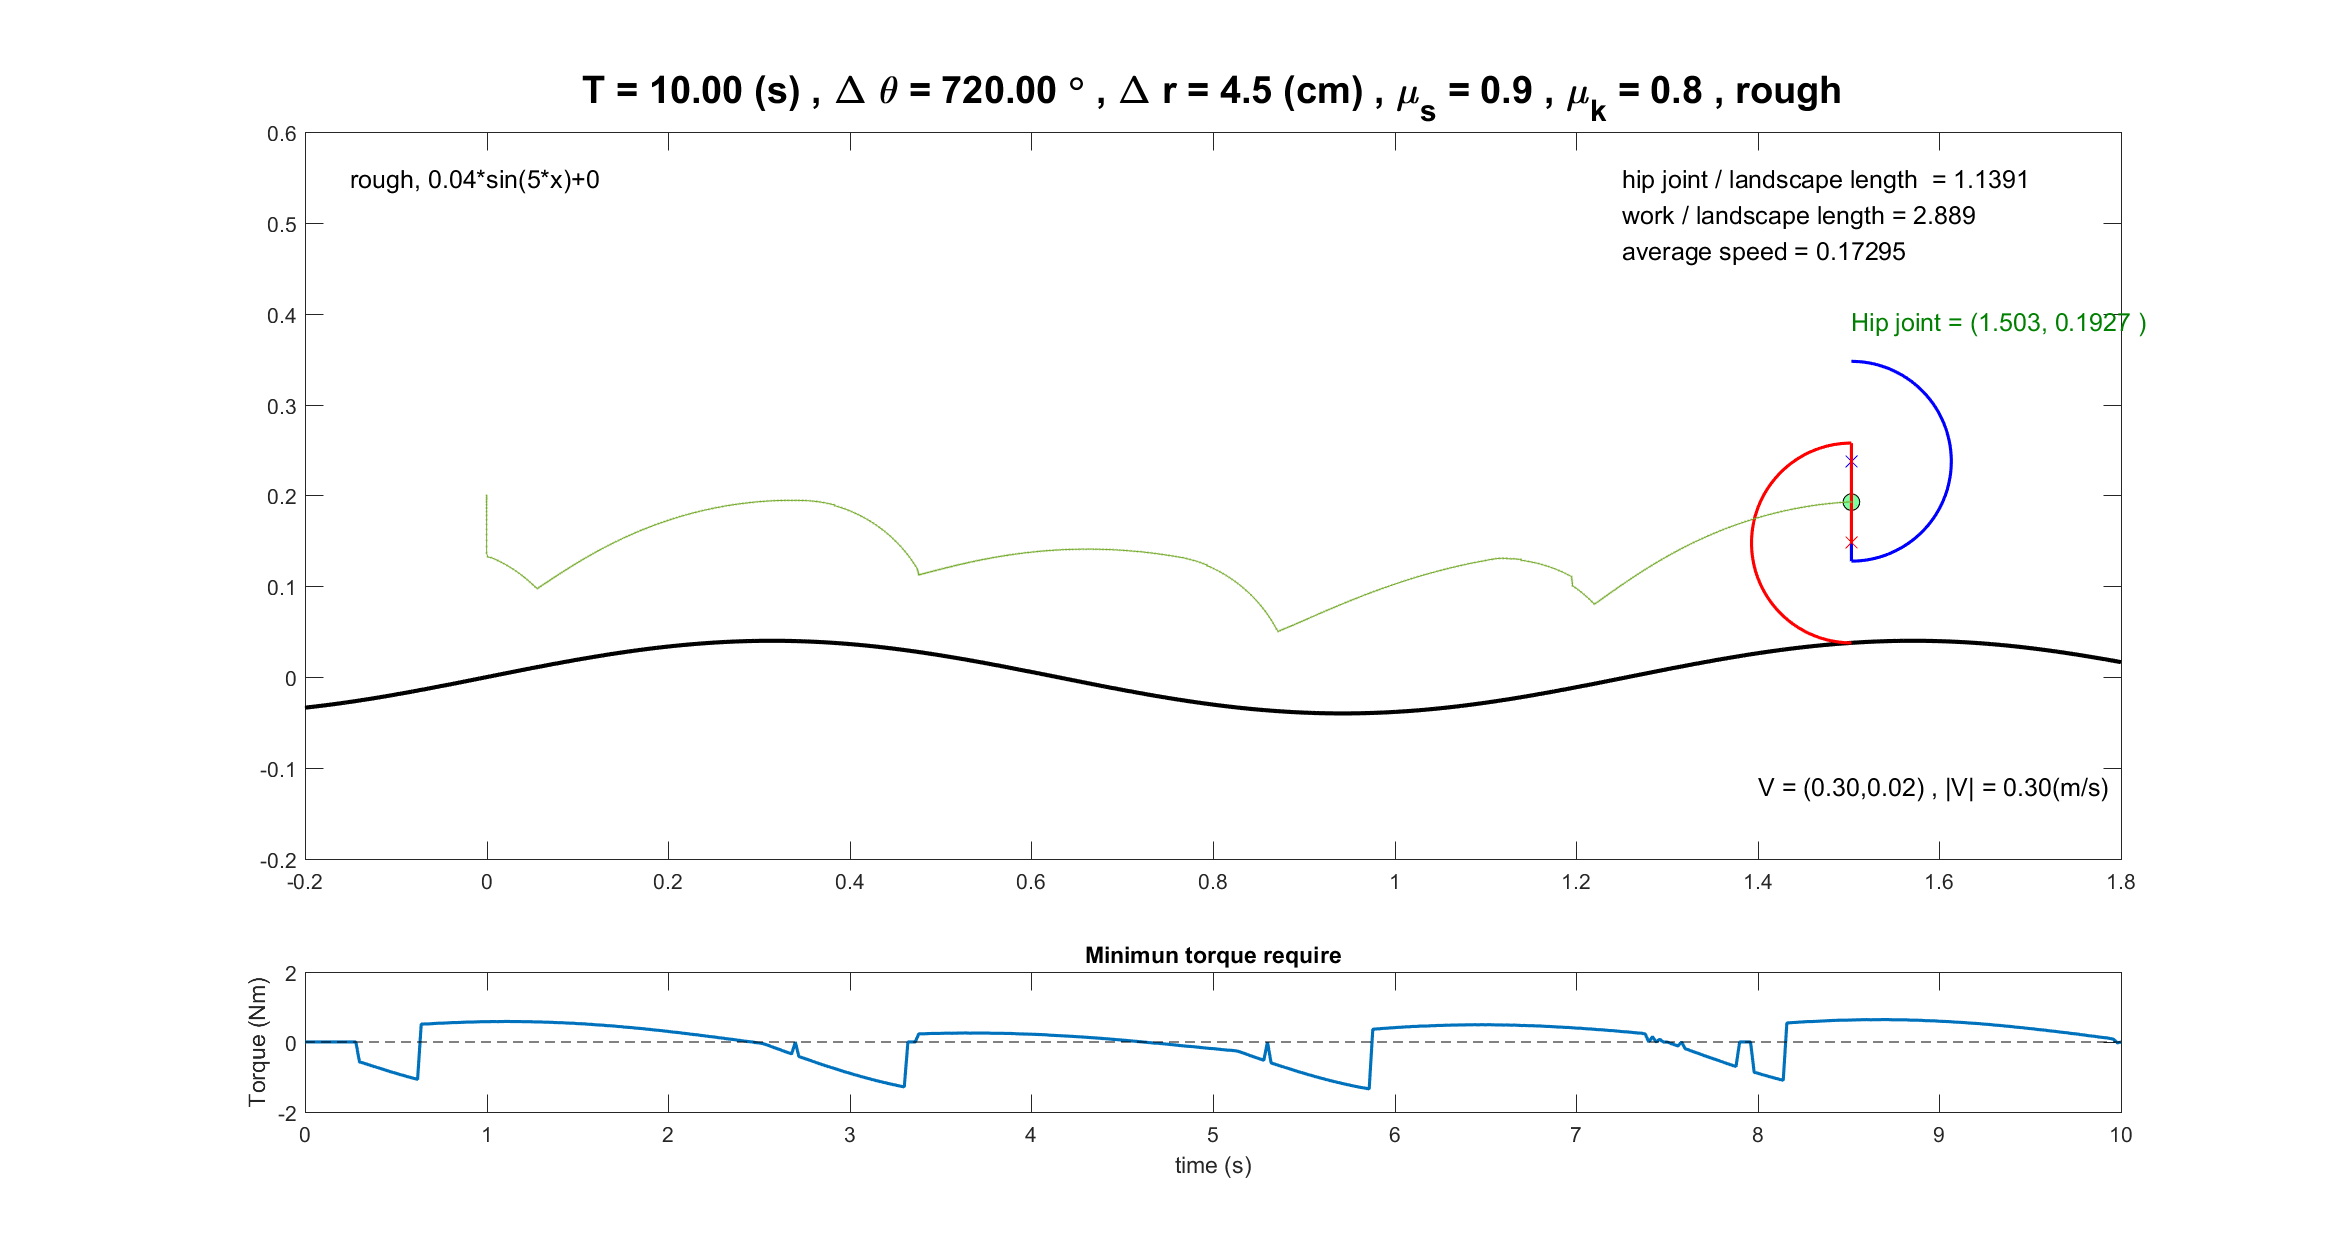 T = 10.00 (s) , Δ θ = 720.00 ° , Δ r = 4.5 (cm) , μs = 0.9 , μk = 0.8 , rough
rough, 0.04*sin(5*x)+0
hip joint / landscape length = 1.1391
work / landscape length = 2.889
average speed = 0.17295
Hip joint = (1.503, 0.1927 )
V = (0.30,0.02) , |V| = 0.30(m/s)
0.6
0.5
0.4
0.3
0.2
0.1
0
-0.1
-0.2
-0.2 0 0.2 0.4 0.6 0.8 1 1.2 1.4 1.6 1.8
Minimun torque require
Torque (Nm)
2
0
-2
0 1 2 3 4 5 6 7 8 9 10
time (s)